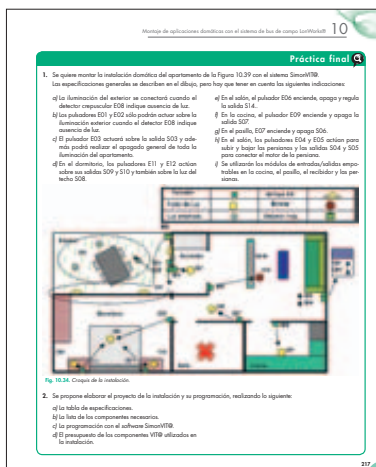 Montaje de aplicaciones domóticas con el sistema de bus de campo LonWorks® 10
Práctica final
1. Se quiere montar la instalación domótica del apartamento de la Figura 10.39 con el sistema SimonVIT@.
Las especificaciones generales se describen en el dibujo, pero hay que tener en cuenta las siguientes indicaciones:
a) La iluminación del exterior se conectará cuando el
detector crepuscular E08 indique ausencia de luz.
b) Los pulsadores E01 y E02 sólo podrán actuar sobre la
iluminación exterior cuando el detector E08 indique
ausencia de luz.
c) El pulsador E03 actuará sobre la salida S03 y ade-
más podrá realizar el apagado general de toda la
iluminación del apartamento.
d) En el dormitorio, los pulsadores E11 y E12 actúan
sobre sus salidas S09 y S10 y también sobre la luz del
techo S08.
e) En el salón, el pulsador E06 enciende, apaga y regula
la salida S14.
f) En la cocina, el pulsador E09 enciende y apaga la
salida S07.
g) En el pasillo, E07 enciende y apaga S06.
h) En el salón, los pulsadores E04 y E05 actúan para
subir y bajar las persianas y las salidas S04 y S05
para conectar el motor de la persiana.
i) Se utilizarán los módulos de entradas/salidas empo-
trables en la cocina, el pasillo, el recibidor y las per-
sianas.
Fig. 10.34. Croquis de la instalación.
2. Se propone elaborar el proyecto de la instalación y su programación, realizando lo siguiente:
a) La tabla de especificaciones.
b) La lista de los componentes necesarios.
c) La programación con el software SimonVIT@.
d) El presupuesto de los componentes VIT@ utilizados en
la instalación.
217